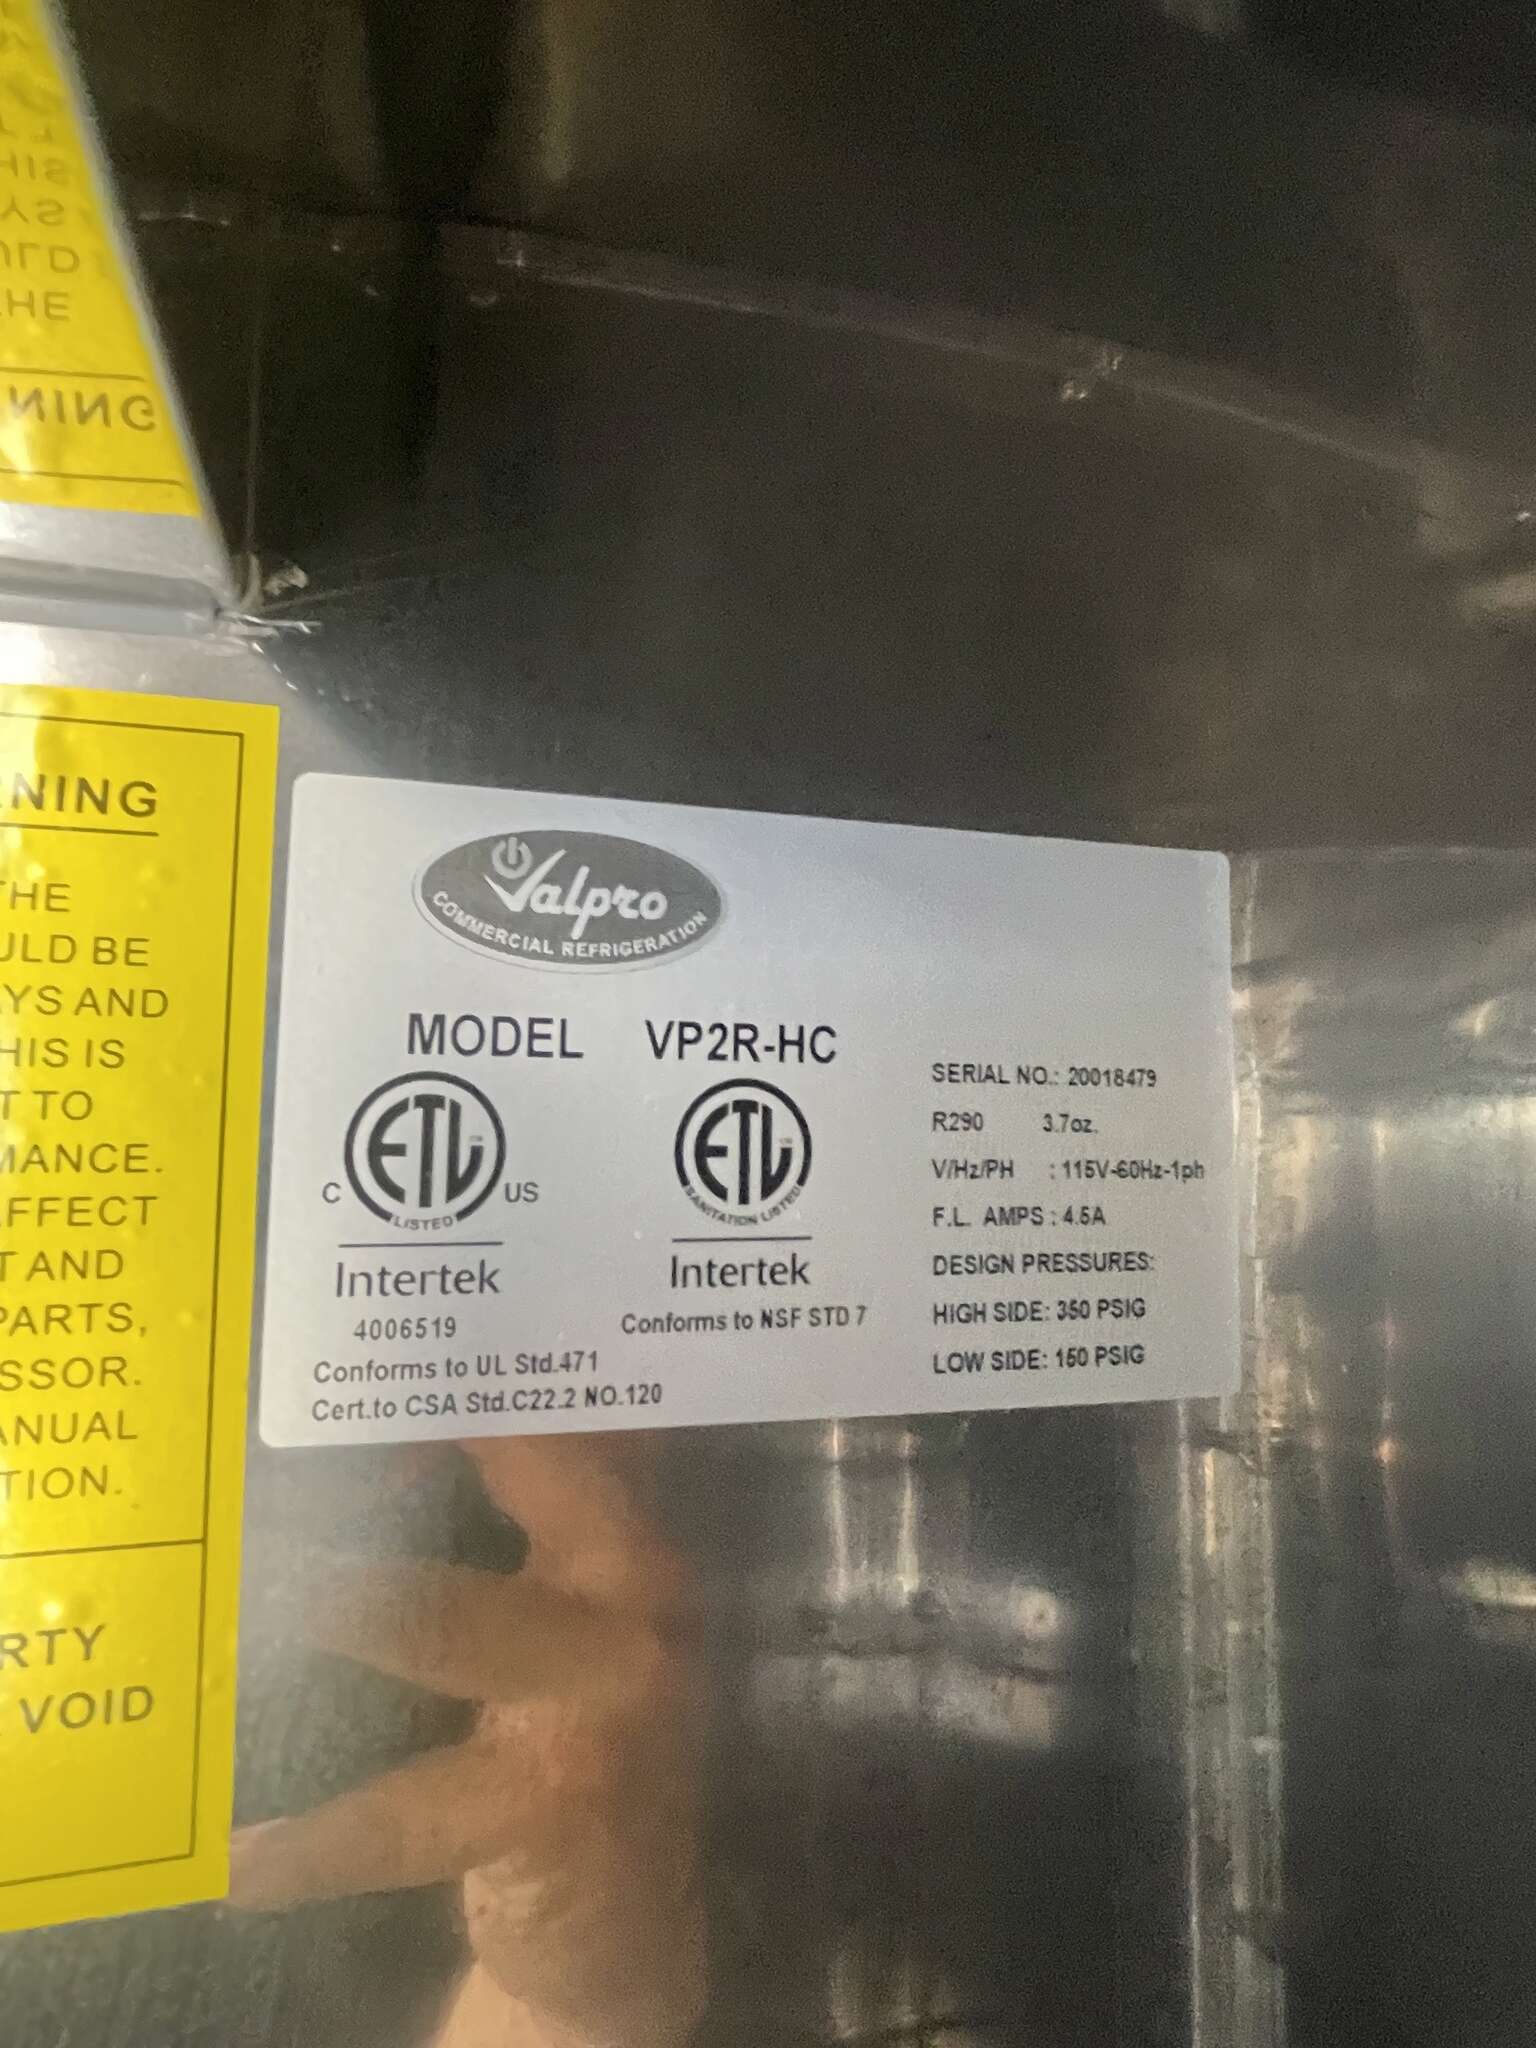 NING
THE
ULD BE
AYS AND
HIS IS
T TO
MANCE.
AFFECT
T AND
PARTS,
SSOR.
ANUAL
TION.
RTY
VOID
Valpro
COMMERCIAL REFRIGERATION
MODEL VP2R-HC
C ETL US
LISTED
Intertek
4006519
Conforms to UL Std.471
Cert.to CSA Std.C22.2 NO.120
ETL
SANITATION LISTED
Intertek
Conforms to NSF STD 7
SERIAL NO.: 20018479
R290 3.7oz.
V/Hz/PH : 115V-60Hz-1ph
F.L. AMPS : 4.5A
DESIGN PRESSURES:
HIGH SIDE: 350 PSIG
LOW SIDE: 150 PSIG